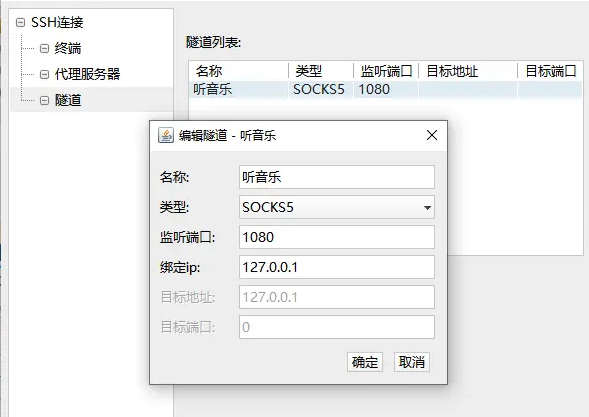 SSH连接
终端
代理服务器
隧道
隧道列表:
名称 类型 监听端口 目标地址 目标端口
听音乐 SOCKS5 1080
编辑隧道 - 听音乐
名称: 听音乐
类型: SOCKS5
监听端口: 1080
绑定ip: 127.0.0.1
目标地址: 127.0.0.1
目标端口: 0
确定 取消